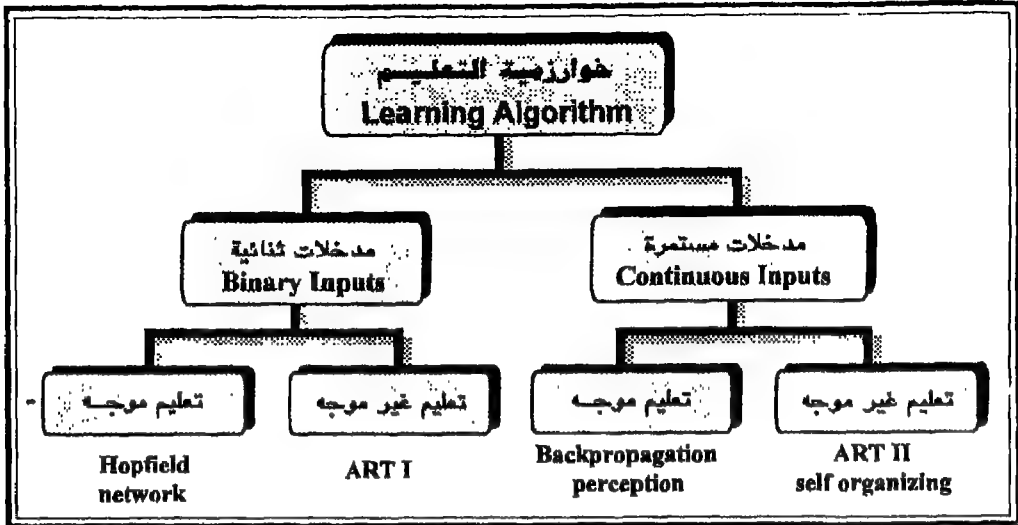 خوارزمية التعليم
Learning Algorithm
مدخلات ثنائية
Binary Inputs
مدخلات مستمرة
Continuous Inputs
تعليم موجه
تعليم غير موجه
تعليم موجه
تعليم غير موجه
Hopfield
network
ART I
Backpropagation
perception
ART II
self organizing